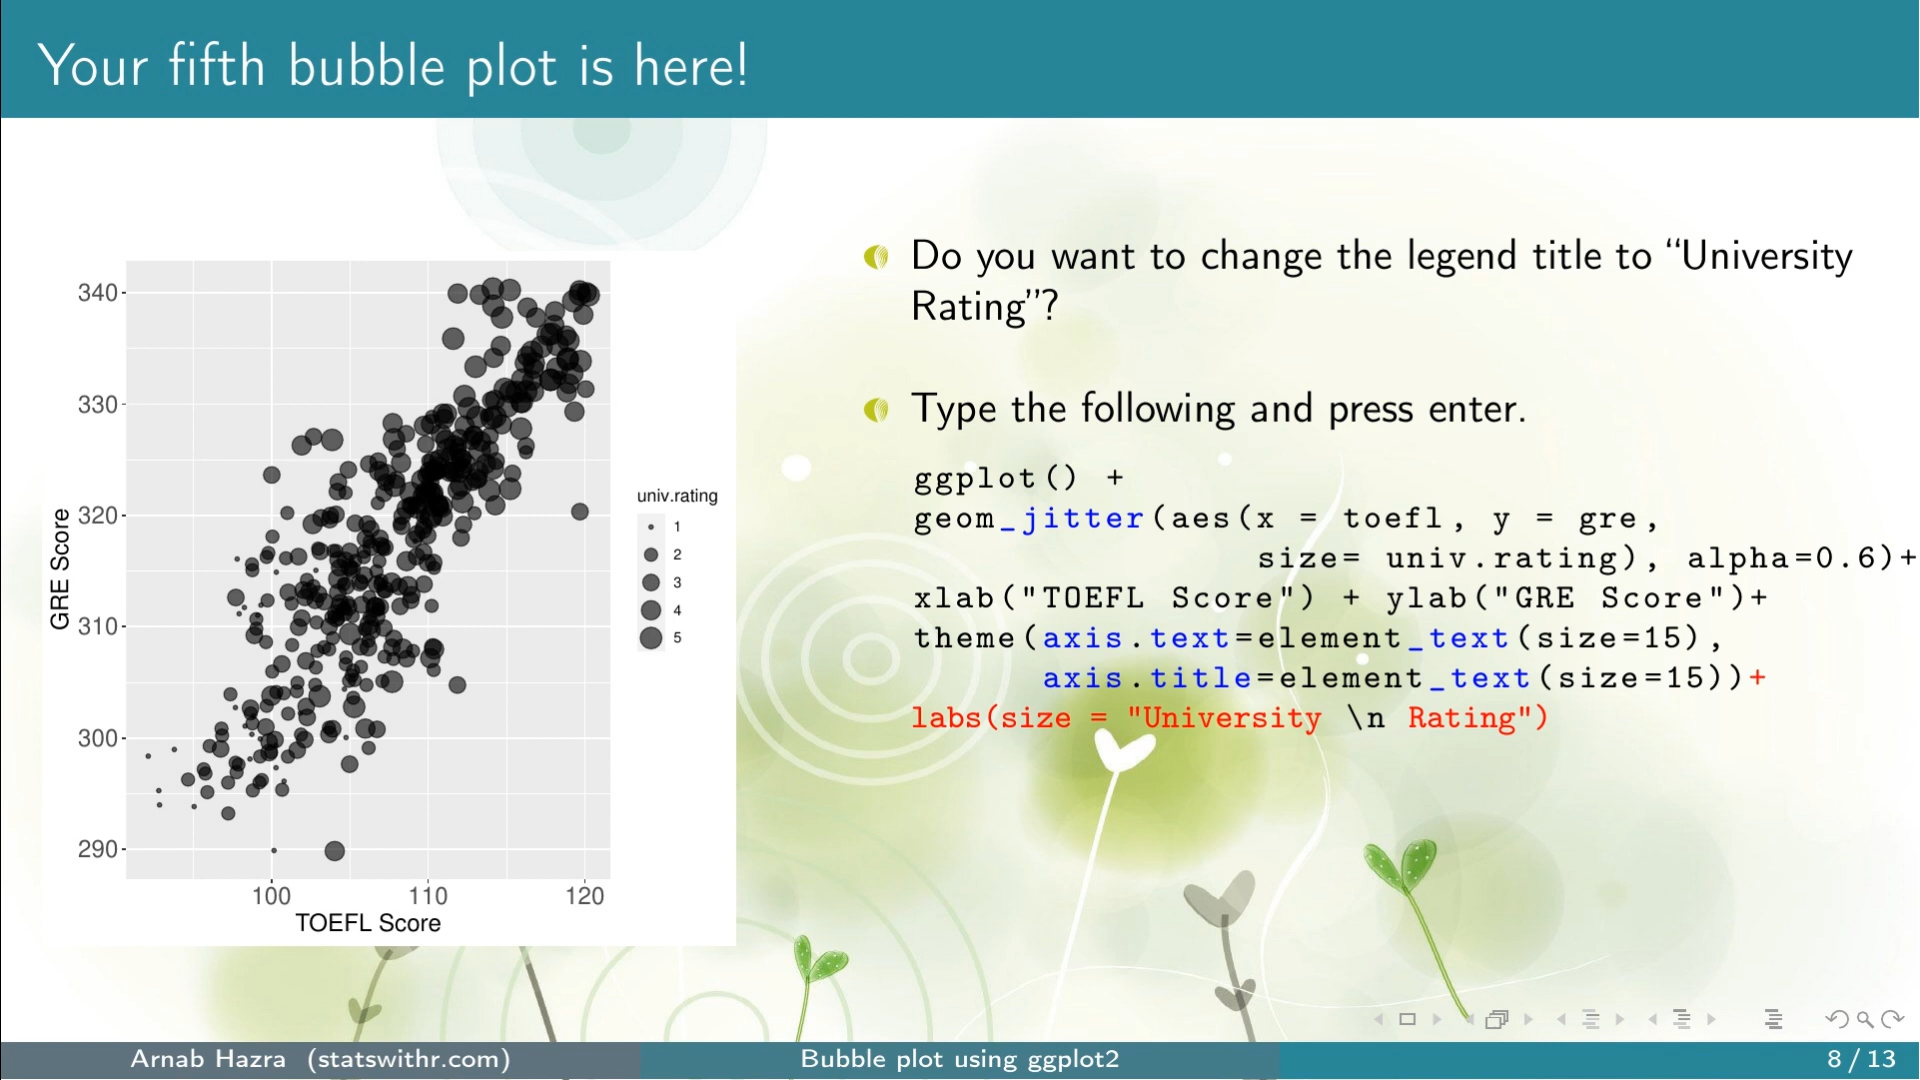 Your fifth bubble plot is here!
340
330
320
310
300
290
GRE Score
100 110 120
TOEFL Score
univ.rating
1
2
3
4
5
Do you want to change the legend title to “University
Rating”?
Type the following and press enter.
ggplot() +
geom_jitter(aes(x = toefl, y = gre,
size= univ.rating), alpha=0.6)+
xlab("TOEFL Score") + ylab("GRE Score")+
theme(axis.text=element_text(size=15),
axis.title=element_text(size=15))+
labs(size = "University \n Rating")
Arnab Hazra (statswithr.com) Bubble plot using ggplot2 8 / 13